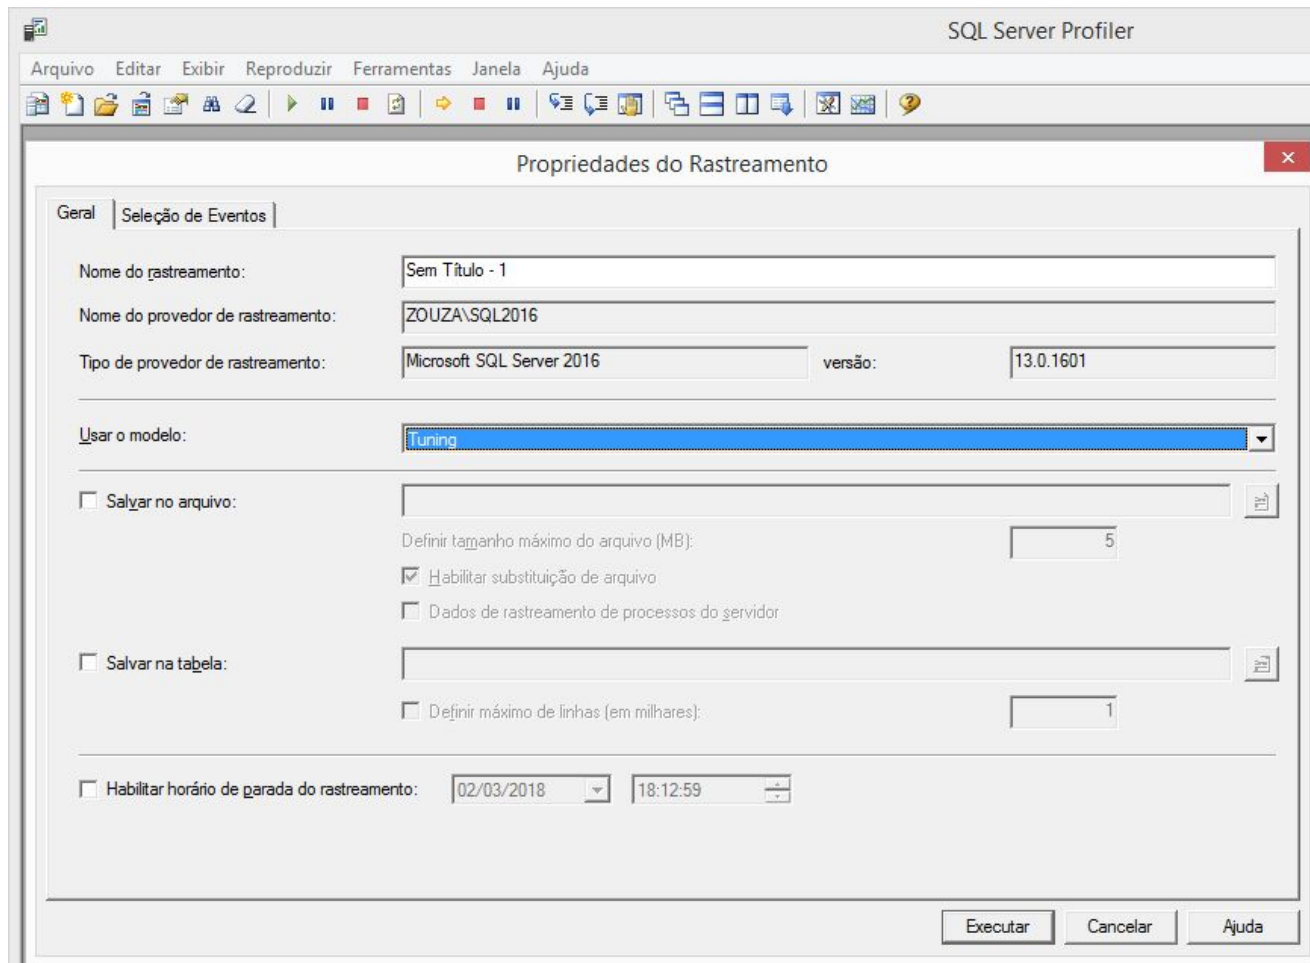 SQL Server Profiler
Arquivo Editar Exibir Reproduzir Ferramentas Janela Ajuda
Propriedades do Rastreamento
Geral Seleção de Eventos
Nome do rastreamento: Sem Título - 1
Nome do provedor de rastreamento: ZOUZA\SQL2016
Tipo de provedor de rastreamento: Microsoft SQL Server 2016 versão: 13.0.1601
Usar o modelo: Tuning
Salvar no arquivo:
Definir tamanho máximo do arquivo (MB): 5
Habilitar substituição de arquivo
Dados de rastreamento de processos do servidor
Salvar na tabela:
Definir máximo de linhas (em milhares): 1
Habilitar horário de parada do rastreamento: 02/03/2018 18:12:59
Executar Cancelar Ajuda